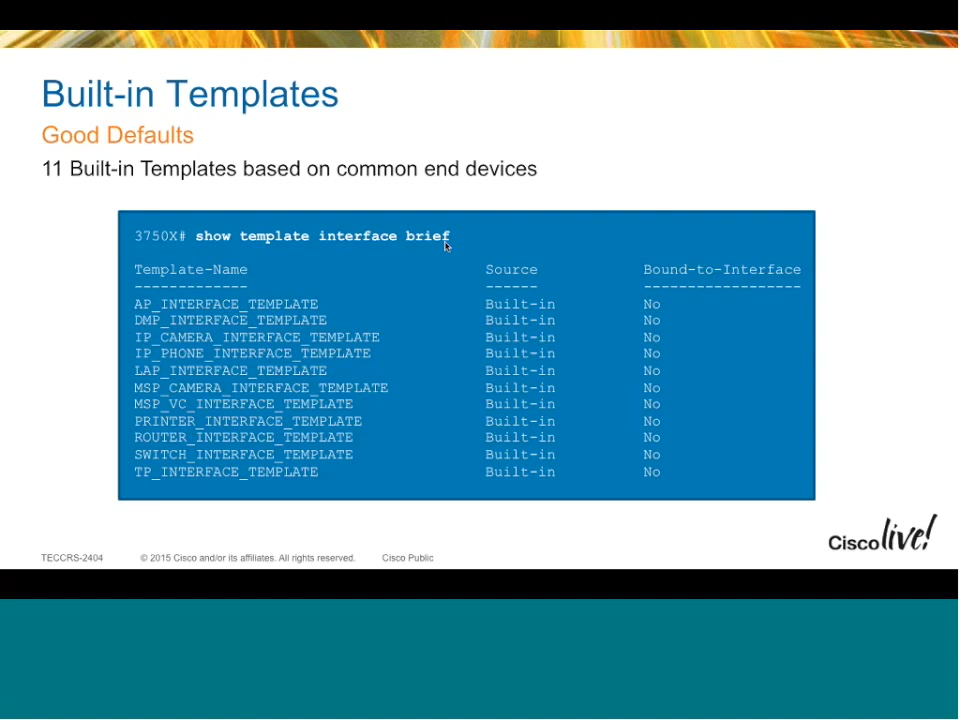 Built-in Templates
Good Defaults
11 Built-in Templates based on common end devices
3750X# show template interface brief
Template-Name Source Bound-to-Interface
------------- ------ ------------------
AP_INTERFACE_TEMPLATE Built-in No
DMP_INTERFACE_TEMPLATE Built-in No
IP_CAMERA_INTERFACE_TEMPLATE Built-in No
IP_PHONE_INTERFACE_TEMPLATE Built-in No
LAP_INTERFACE_TEMPLATE Built-in No
MSP_CAMERA_INTERFACE_TEMPLATE Built-in No
MSP_VC_INTERFACE_TEMPLATE Built-in No
PRINTER_INTERFACE_TEMPLATE Built-in No
ROUTER_INTERFACE_TEMPLATE Built-in No
SWITCH_INTERFACE_TEMPLATE Built-in No
TP_INTERFACE_TEMPLATE Built-in No
Cisco live!
TECCRS-2404 © 2015 Cisco and/or its affiliates. All rights reserved. Cisco Public